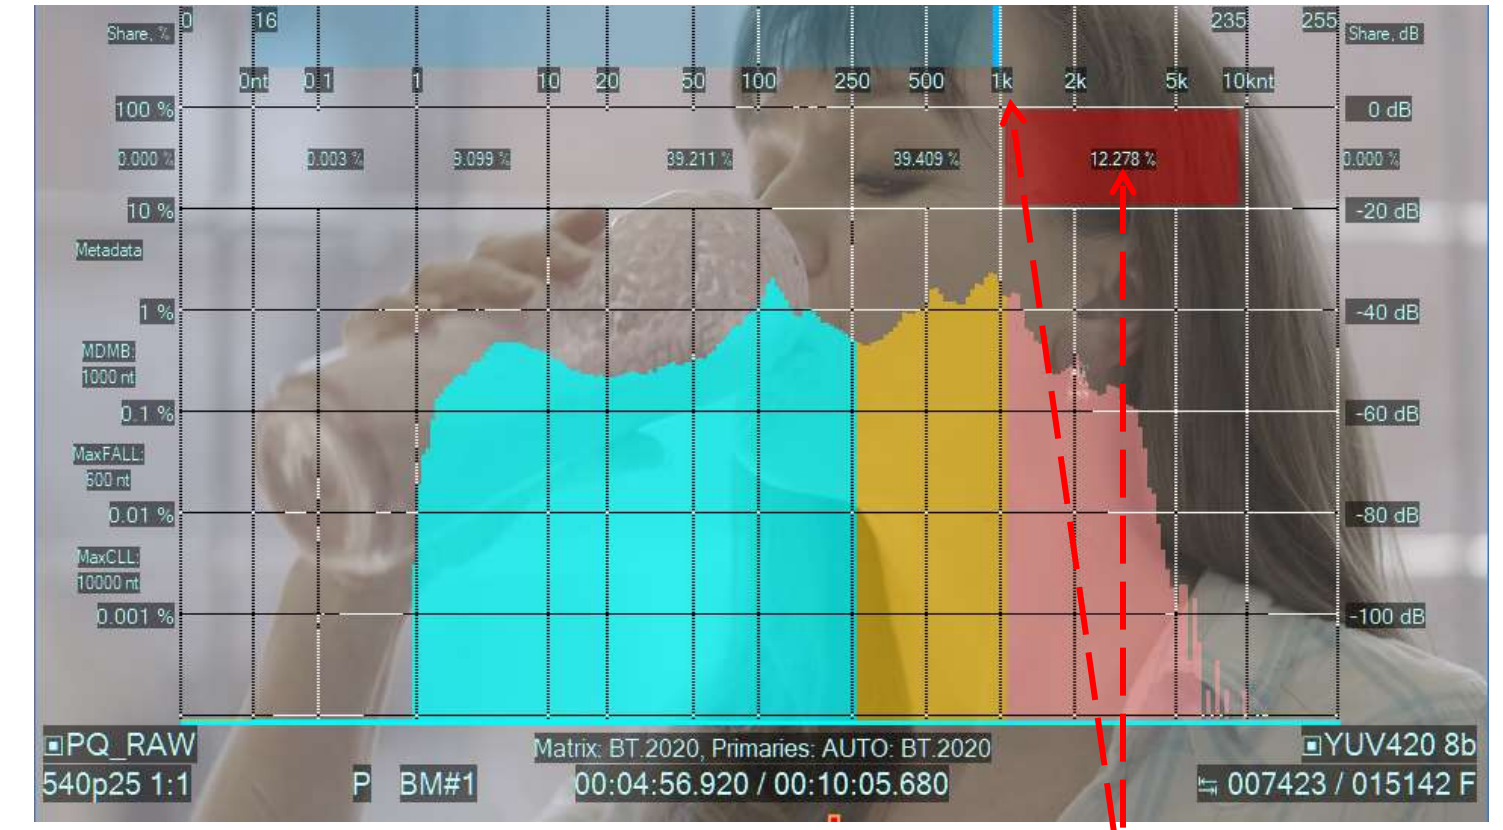 Share, % 0 16 235 255 Share, dB
0nt 0.1 1 10 20 50 100 250 500 1k 2k 5k 10knt
100 % 0 dB
0.000 % 0.003 % 9.099 % 39.211 % 39.409 % 12.278 % 0.000 %
10 % -20 dB
Metadata
1 % -40 dB
MDMB:
1000 nt
0.1 % -60 dB
MaxFALL:
600 nt
0.01 % -80 dB
MaxCLL:
10000 nt
0.001 % -100 dB
PQ_RAW Matrix: BT.2020, Primaries: AUTO: BT.2020 YUV420 8b
540p25 1:1 P BM#1 00:04:56.920 / 00:10:05.680 007423 / 015142 F